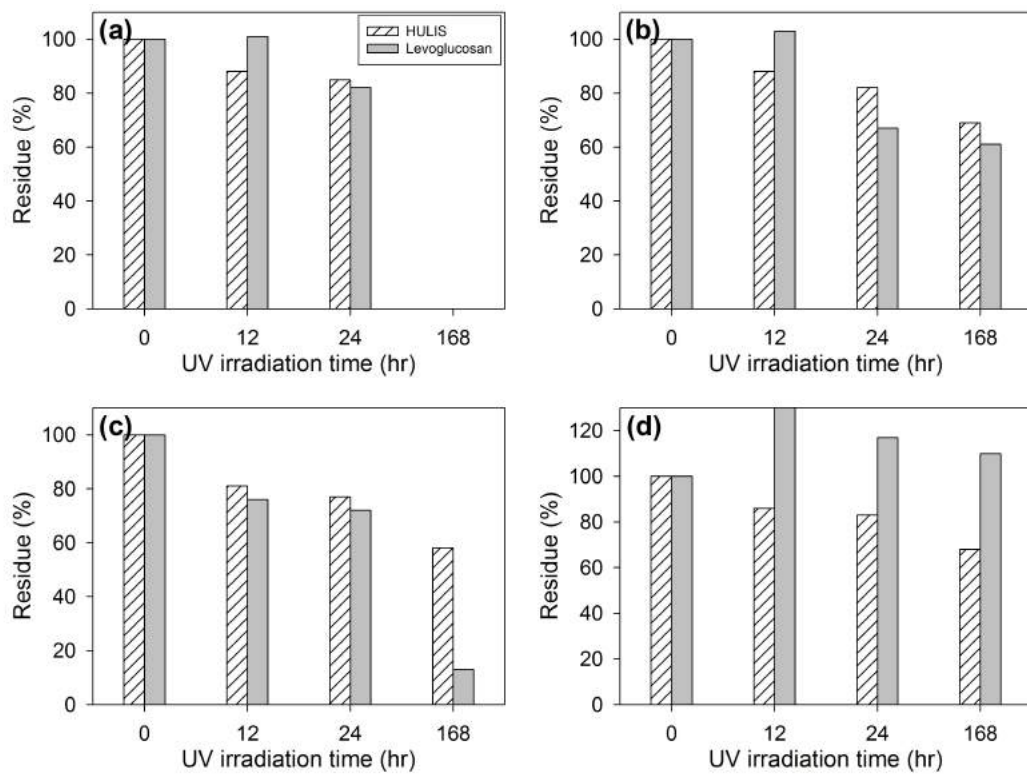 (a)
HULIS
Levoglucosan
Residue (%)
100
80
60
40
20
0
0 12 24 168
UV irradiation time (hr)
(b)
Residue (%)
100
80
60
40
20
0
0 12 24 168
UV irradiation time (hr)
(c)
Residue (%)
100
80
60
40
20
0
0 12 24 168
UV irradiation time (hr)
(d)
Residue (%)
120
100
80
60
40
20
0
0 12 24 168
UV irradiation time (hr)